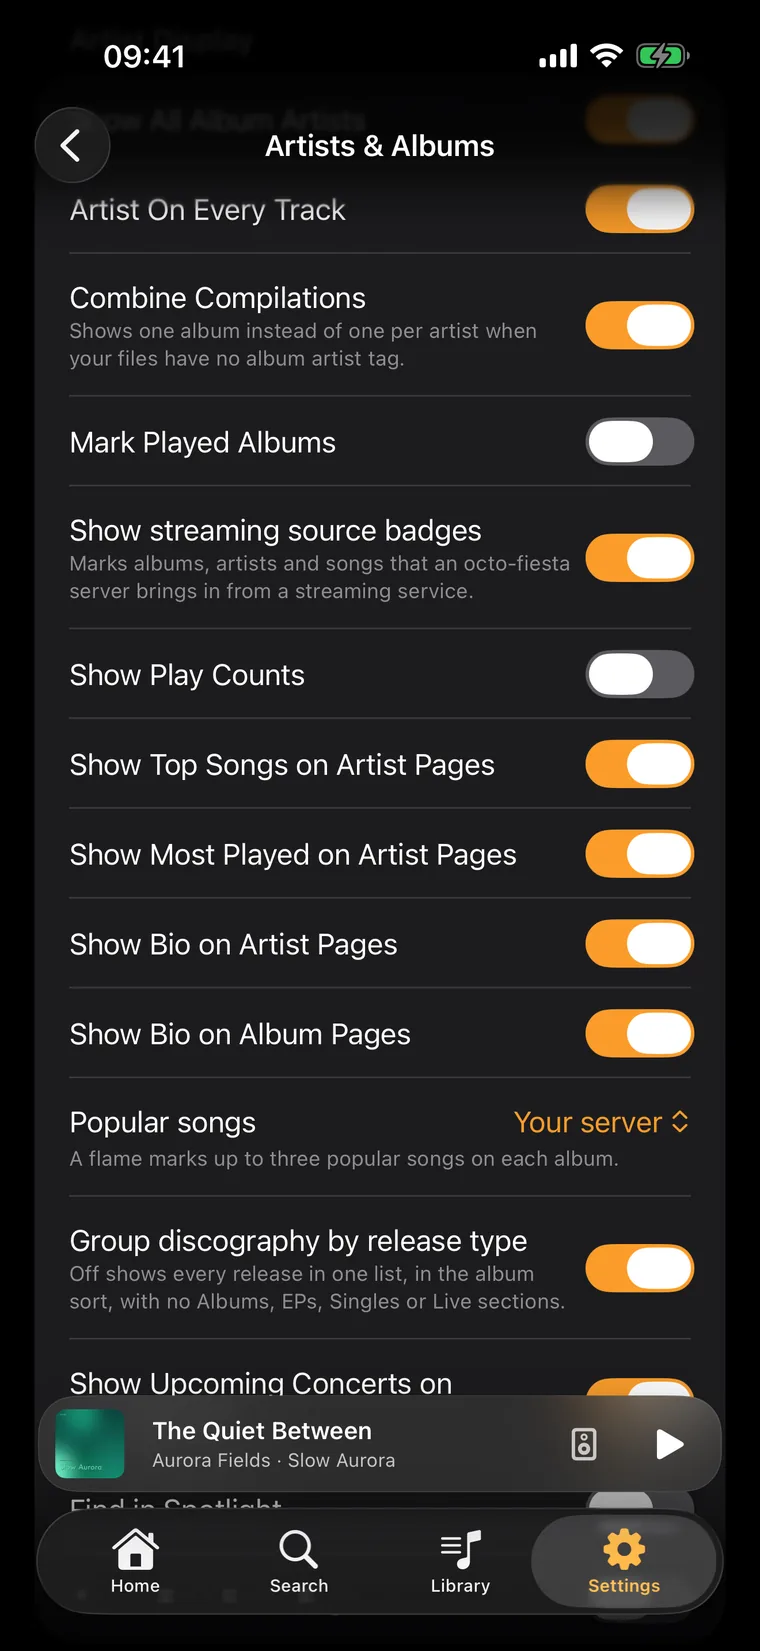 09:41
Artists & Albums
Artist On Every Track
Combine Compilations
Shows one album instead of one per artist when
your files have no album artist tag.
Mark Played Albums
Show streaming source badges
Marks albums, artists and songs that an octo-fiesta
server brings in from a streaming service.
Show Play Counts
Show Top Songs on Artist Pages
Show Most Played on Artist Pages
Show Bio on Artist Pages
Show Bio on Album Pages
Popular songs
Your server
A flame marks up to three popular songs on each album.
Group discography by release type
Off shows every release in one list, in the album
sort, with no Albums, EPs, Singles or Live sections.
Show Upcoming Concerts on
The Quiet Between
Aurora Fields · Slow Aurora
Find in Spotlight
Home
Search
Library
Settings